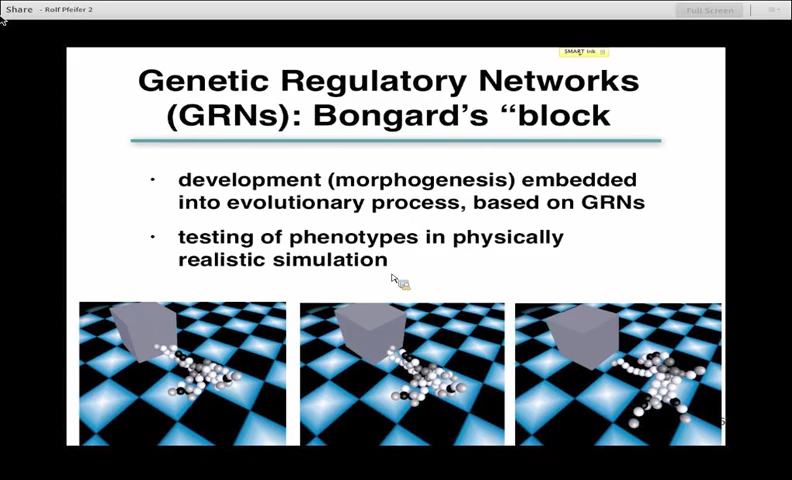 Share - Rolf Pfeifer 2
Full Screen
SMART Ink
Genetic Regulatory Networks
(GRNs): Bongard's “block
• development (morphogenesis) embedded
into evolutionary process, based on GRNs
• testing of phenotypes in physically
realistic simulation